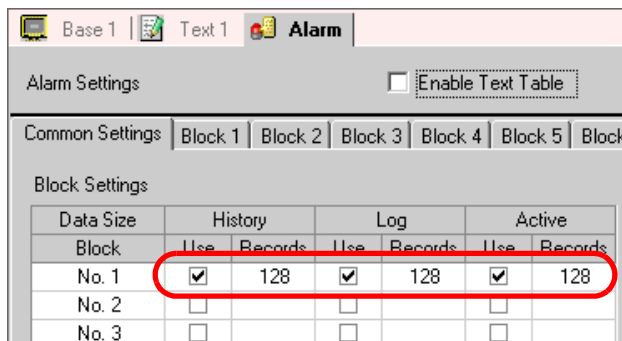 Base 1 Text 1 Alarm
Alarm Settings Enable Text Table
Common Settings Block 1 Block 2 Block 3 Block 4 Block 5 Block
Block Settings
Data Size History Log Active
Block Use Records Use Records Use Records
No. 1 128 128 128
No. 2
No. 3